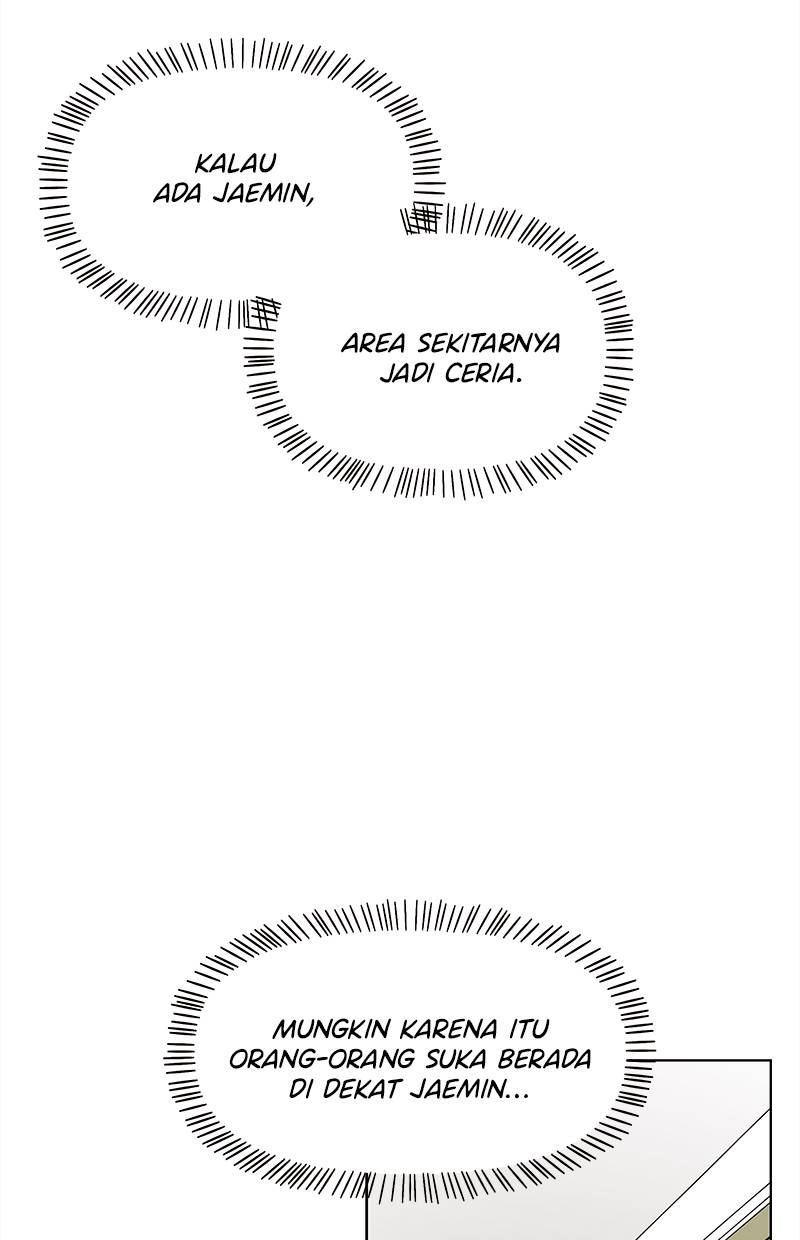 KALAU
ADA JAEMIN,
AREA SEKITARNYA
JADI CERIA.
MUNGKIN KARENA ITU
ORANG-ORANG SUKA BERADA
DI DEKAT JAEMIN...